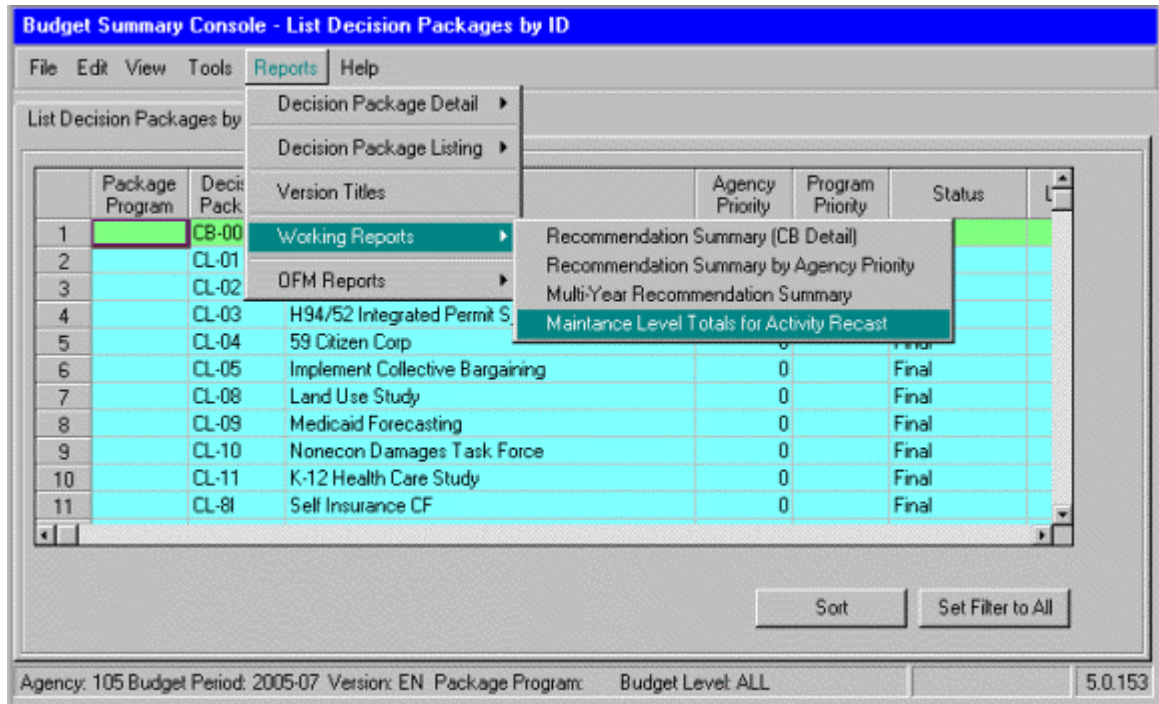 Budget Summary Console - List Decision Packages by ID
File Edit View Tools Reports Help
List Decision Packages by
Decision Package Detail
Decision Package Listing
Version Titles
Working Reports
OFM Reports
Recommendation Summary (CB Detail)
Recommendation Summary by Agency Priority
Multi-Year Recommendation Summary
Maintance Level Totals for Activity Recast
Package Program Decis Pack Agency Priority Program Priority Status L
1 CB-00
2 CL-01
3 CL-02
4 CL-03 H94/52 Integrated Permit S
5 CL-04 59 Citizen Corp 0 Final
6 CL-05 Implement Collective Bargaining 0 Final
7 CL-08 Land Use Study 0 Final
8 CL-09 Medicaid Forecasting 0 Final
9 CL-10 Nonecon Damages Task Force 0 Final
10 CL-11 K-12 Health Care Study 0 Final
11 CL-8I Self Insurance CF 0 Final
Sort Set Filter to All
Agency: 105 Budget Period: 2005-07 Version: EN Package Program: Budget Level: ALL 5.0.153